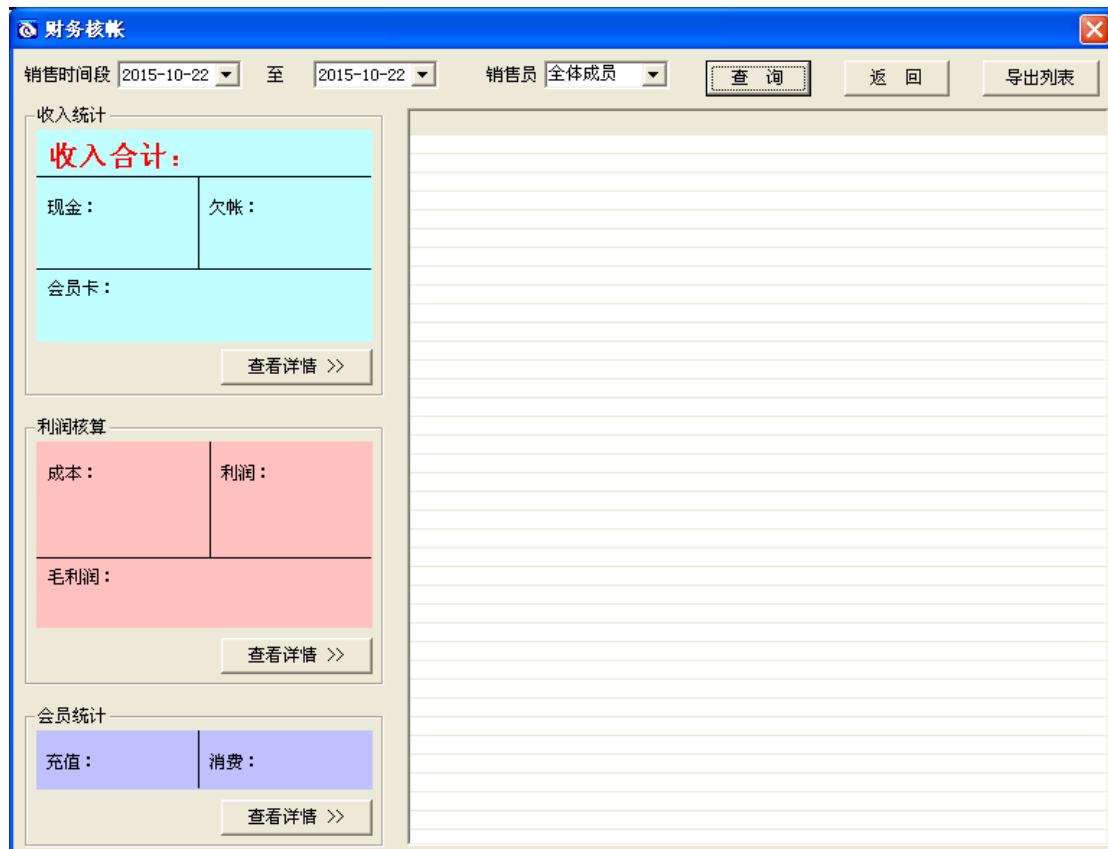 财务核帐
销售时间段 2015-10-22 至 2015-10-22 销售员 全体成员 查 询 返 回 导出列表
收入统计
收入合计：
现金： 欠帐：
会员卡：
查看详情 >>
利润核算
成本： 利润：
毛利润：
查看详情 >>
会员统计
充值： 消费：
查看详情 >>